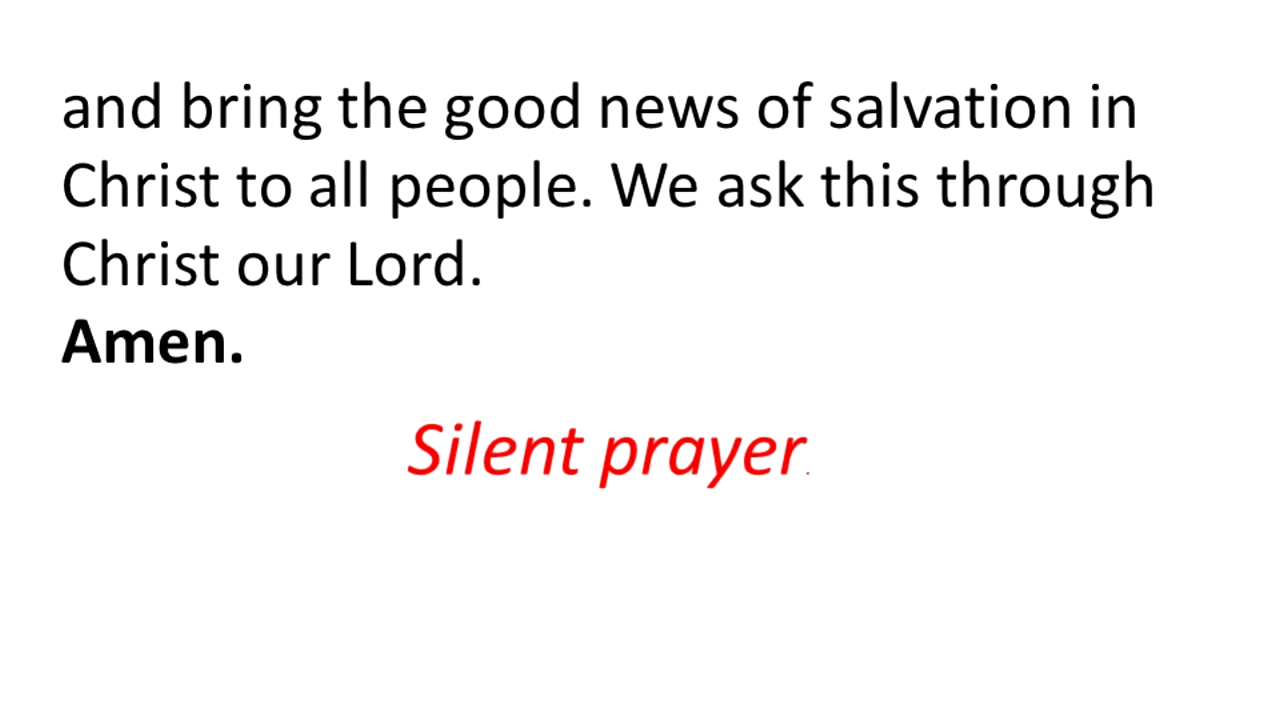 and bring the good news of salvation in
Christ to all people. We ask this through
Christ our Lord.
Amen.
Silent prayer.